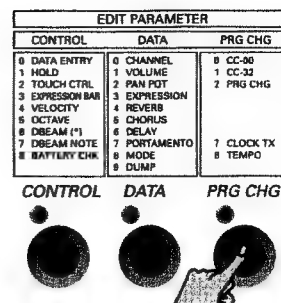 EDIT PARAMETER
CONTROL DATA PRG CHG
0 DATA ENTRY 0 CHANNEL 0 CC-00
1 HOLD 1 VOLUME 1 CC-32
2 TOUCH CTRL 2 PAN POT 2 PRG CHG
3 EXPRESSION BAR 3 EXPRESSION
4 VELOCITY 4 REVERB
5 OCTAVE 5 CHORUS
6 DBEAM (*) 6 DELAY
7 DBEAM NOTE 7 PORTAMENTO 7 CLOCK TX
8 BATTERY CHK 8 MODE 8 TEMPO
9 DUMP
CONTROL DATA PRG CHG